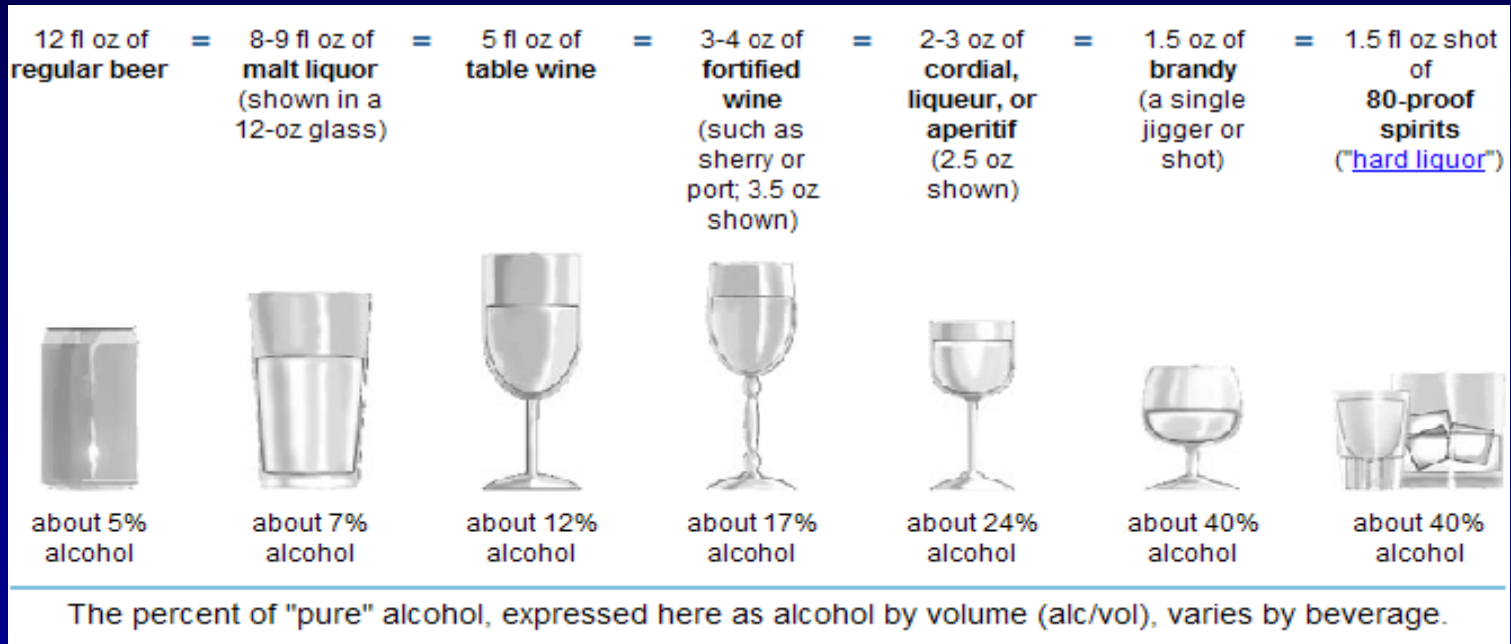 12 fl oz of
regular beer
=
8-9 fl oz of
malt liquor
(shown in a
12-oz glass)
=
5 fl oz of
table wine
=
3-4 oz of
fortified
wine
(such as
sherry or
port; 3.5 oz
shown)
=
2-3 oz of
cordial,
liqueur, or
aperitif
(2.5 oz
shown)
=
1.5 oz of
brandy
(a single
jigger or
shot)
=
1.5 fl oz shot
of
80-proof
spirits
("hard liquor")
about 5%
alcohol
about 7%
alcohol
about 12%
alcohol
about 17%
alcohol
about 24%
alcohol
about 40%
alcohol
about 40%
alcohol
The percent of "pure" alcohol, expressed here as alcohol by volume (alc/vol), varies by beverage.